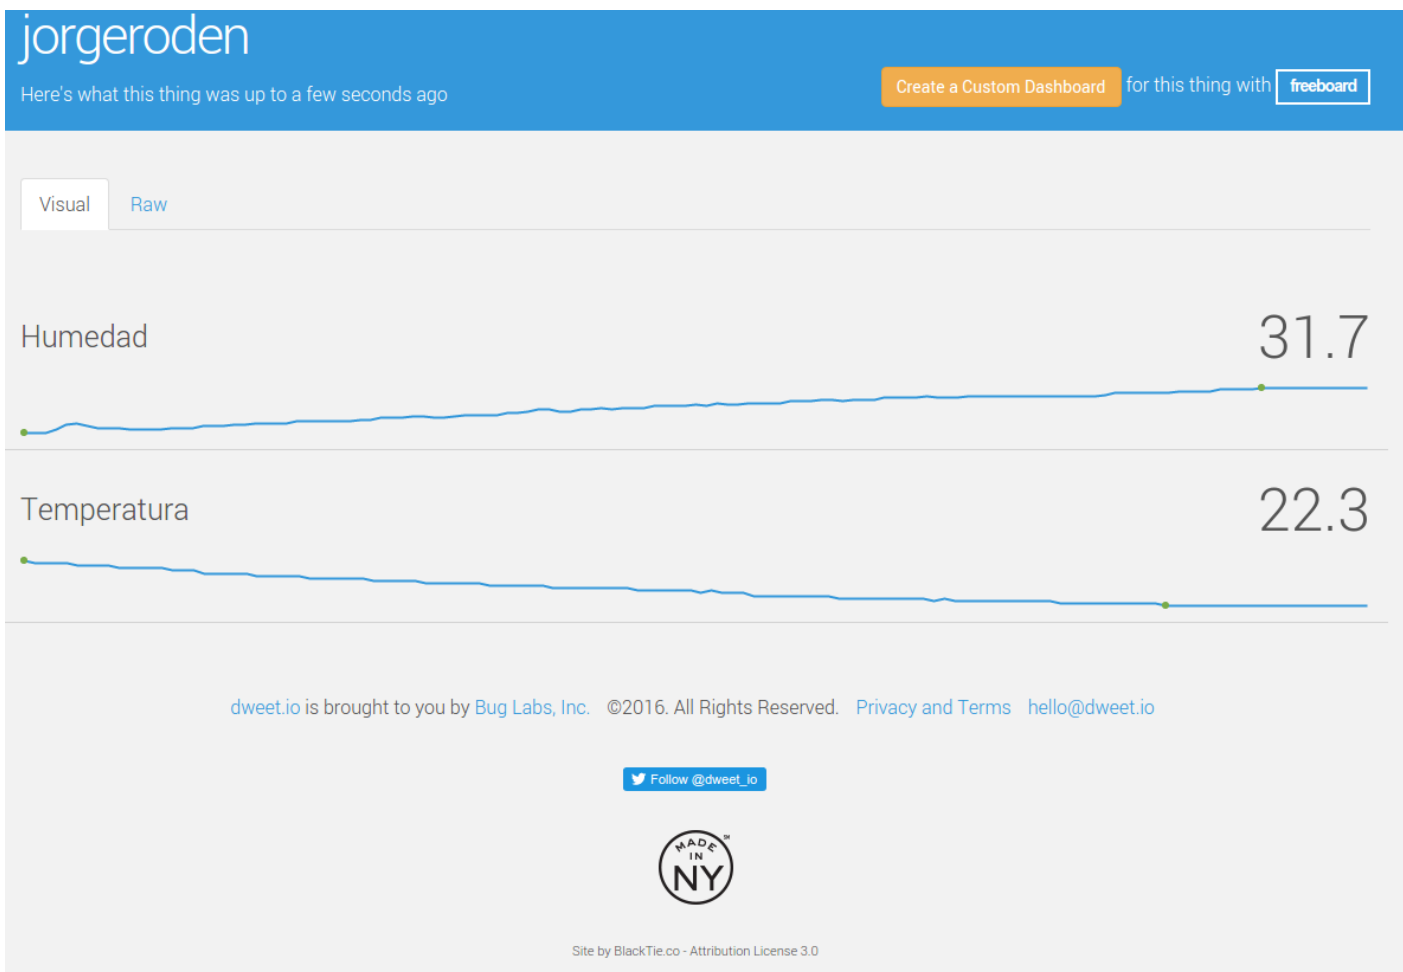 jorgeroden
Here's what this thing was up to a few seconds ago
Create a Custom Dashboard for this thing with freeboard
Visual Raw
Humedad 31.7
Temperatura 22.3
dweet.io is brought to you by Bug Labs, Inc. ©2016. All Rights Reserved. Privacy and Terms hello@dweet.io
Follow @dweet_io
MADE
IN
NY
Site by BlackTie.co - Attribution License 3.0